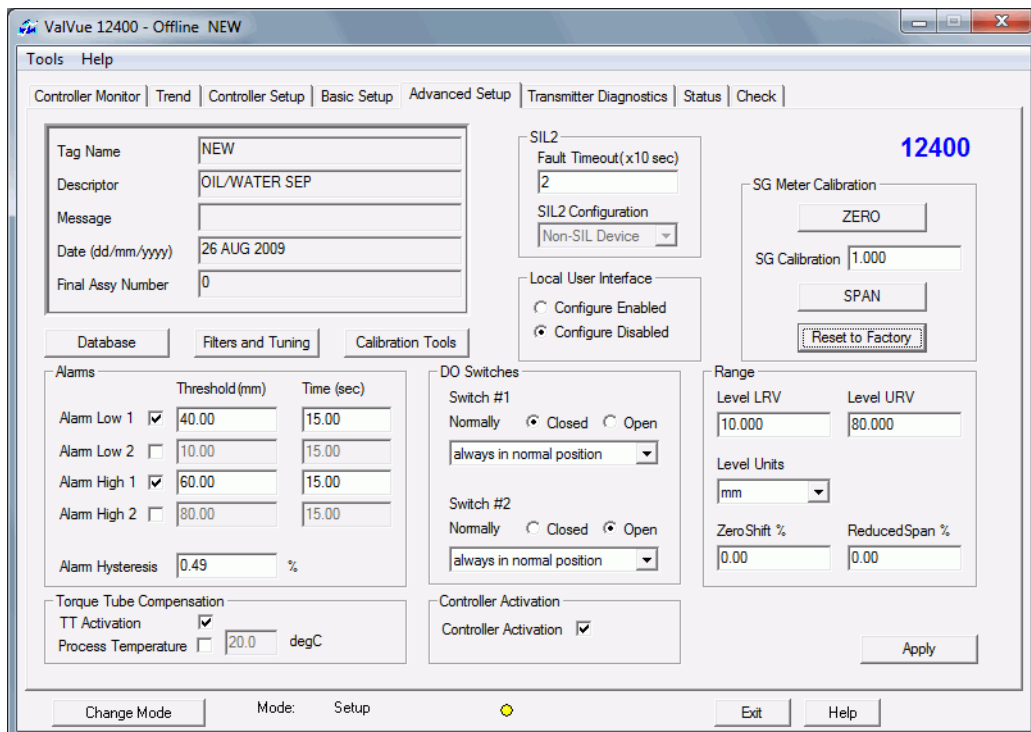 ValVue 12400 - Offline NEW
Tools Help
Controller Monitor Trend Controller Setup Basic Setup Advanced Setup Transmitter Diagnostics Status Check
12400
Tag Name NEW
Descriptor OIL/WATER SEP
Message
Date (dd/mm/yyyy) 26 AUG 2009
Final Assy Number 0
Database Filters and Tuning Calibration Tools
SIL2
Fault Timeout(x10 sec)
2
SIL2 Configuration
Non-SIL Device
Local User Interface
Configure Enabled
Configure Disabled
SG Meter Calibration
ZERO
SG Calibration 1.000
SPAN
Reset to Factory
Alarms
Threshold (mm) Time (sec)
Alarm Low 1 40.00 15.00
Alarm Low 2 10.00 15.00
Alarm High 1 60.00 15.00
Alarm High 2 80.00 15.00
Alarm Hysteresis 0.49 %
DO Switches
Switch #1
Normally Closed Open
always in normal position
Switch #2
Normally Closed Open
always in normal position
Range
Level LRV Level URV
10.000 80.000
Level Units
mm
Zero Shift % Reduced Span %
0.00 0.00
Torque Tube Compensation
TT Activation
Process Temperature 20.0 degC
Controller Activation
Controller Activation
Apply
Change Mode Mode: Setup Exit Help